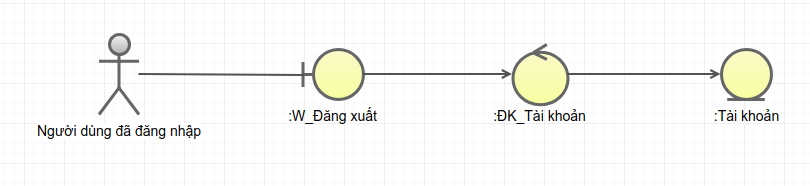 Người dùng đã đăng nhập
:W_Đăng xuất
:ĐK_Tài khoản
:Tài khoản